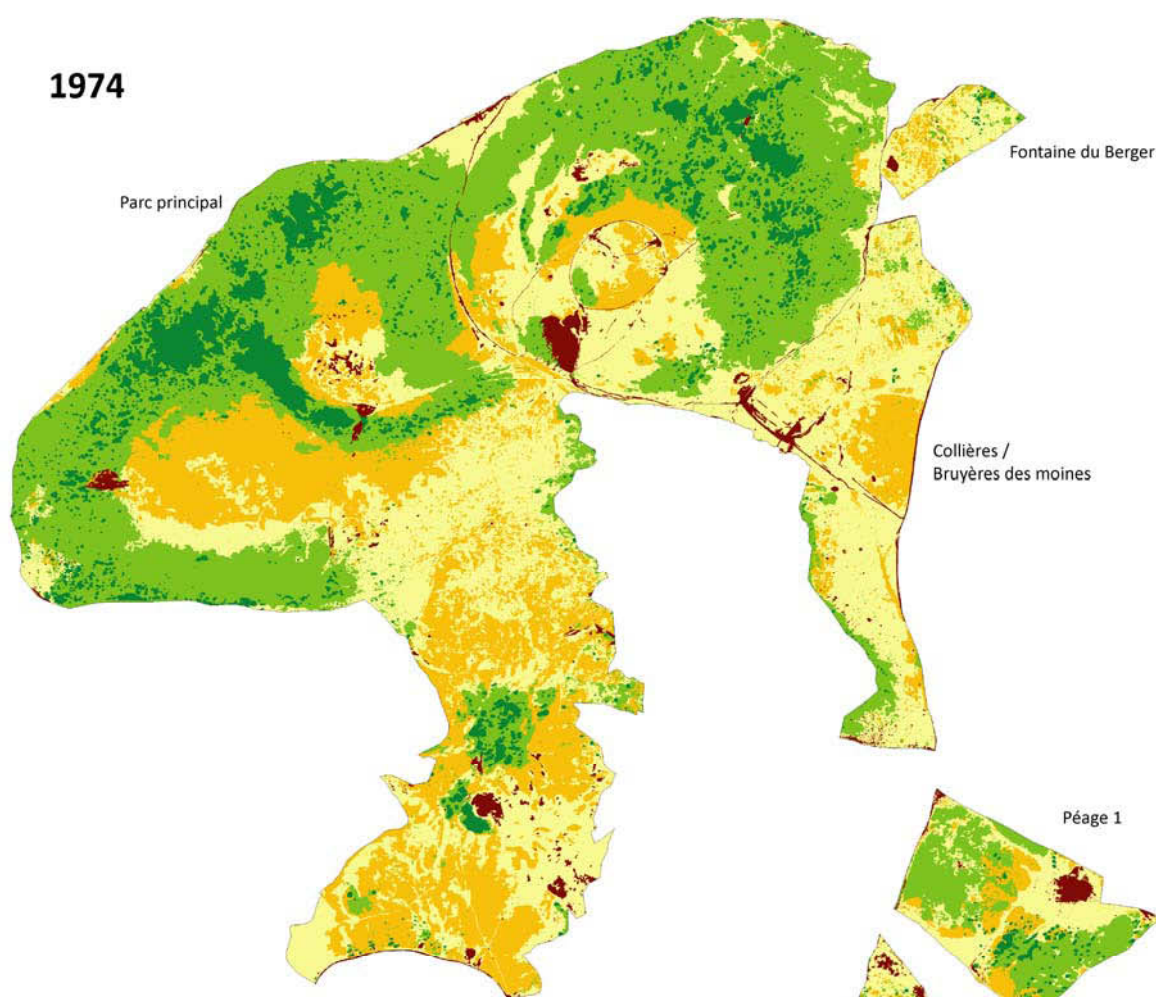 1974
Fontaine du Berger
Parc principal
Collières /
Bruyères des moines
Péage 1